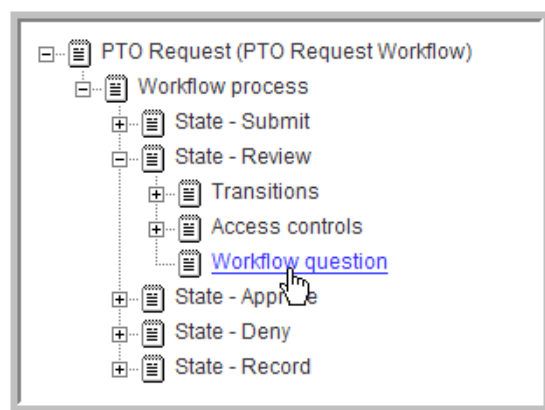 PTO Request (PTO Request Workflow)
Workflow process
State - Submit
State - Review
Transitions
Access controls
Workflow question
State - Approve
State - Deny
State - Record